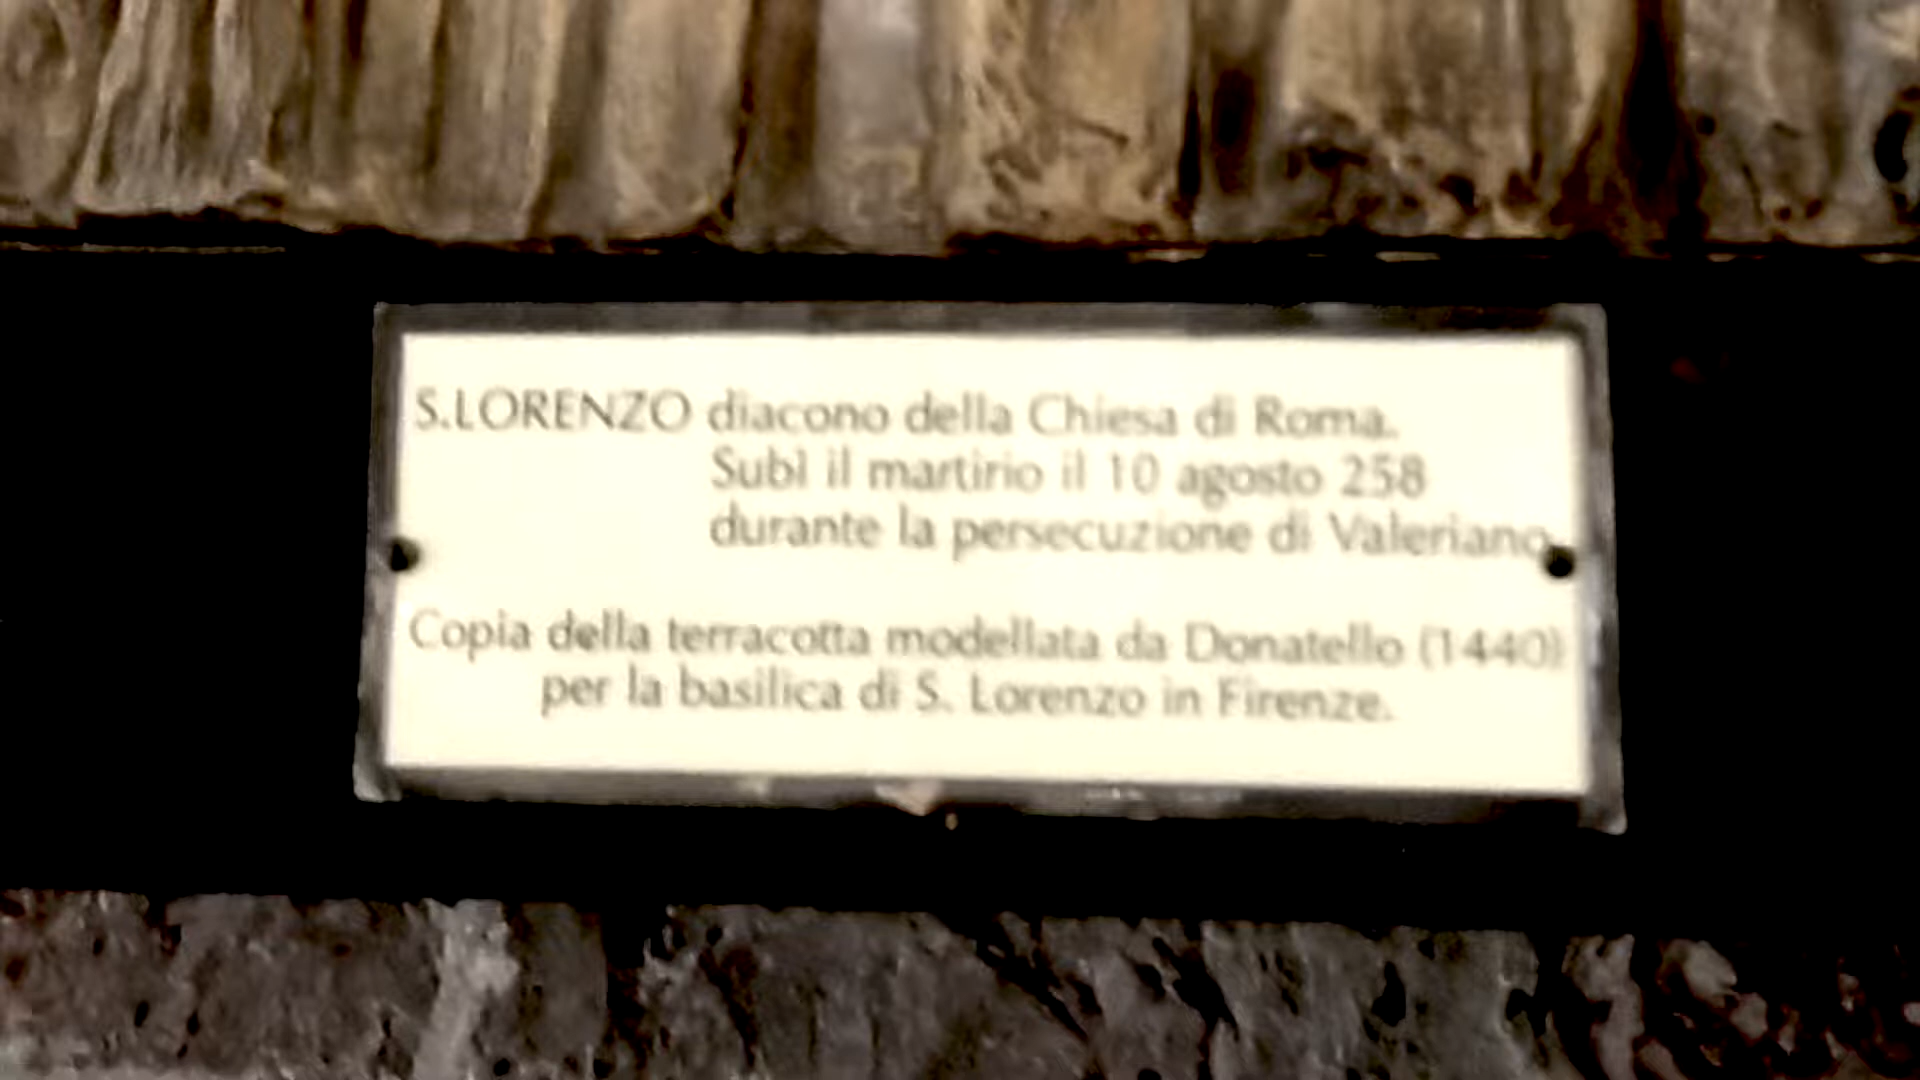 S.LORENZO diacono della Chiesa di Roma.
Subì il martirio il 10 agosto 258
durante la persecuzione di Valeriano.
Copia della terracotta modellata da Donatello (1440)
per la basilica di S. Lorenzo in Firenze.